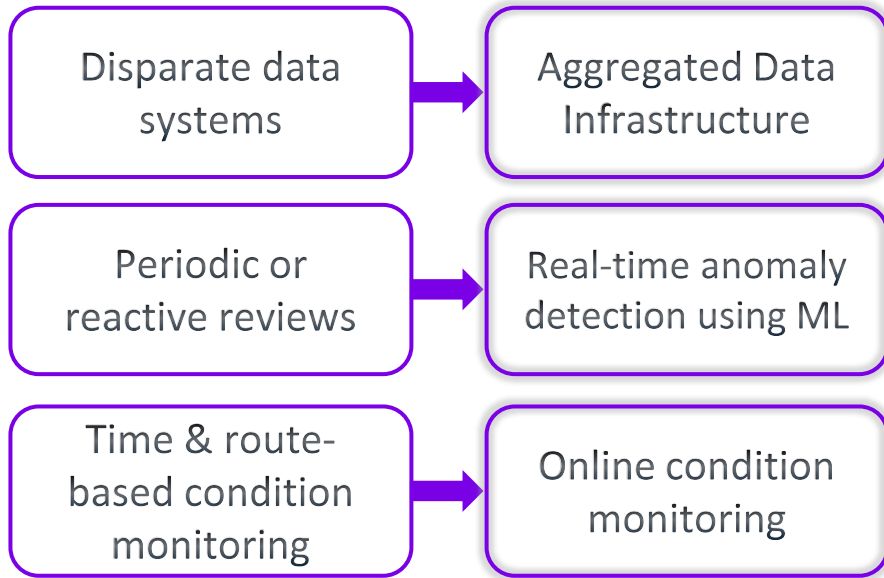 Disparate data
systems
Aggregated Data
Infrastructure
Periodic or
reactive reviews
Real-time anomaly
detection using ML
Time & route-
based condition
monitoring
Online condition
monitoring